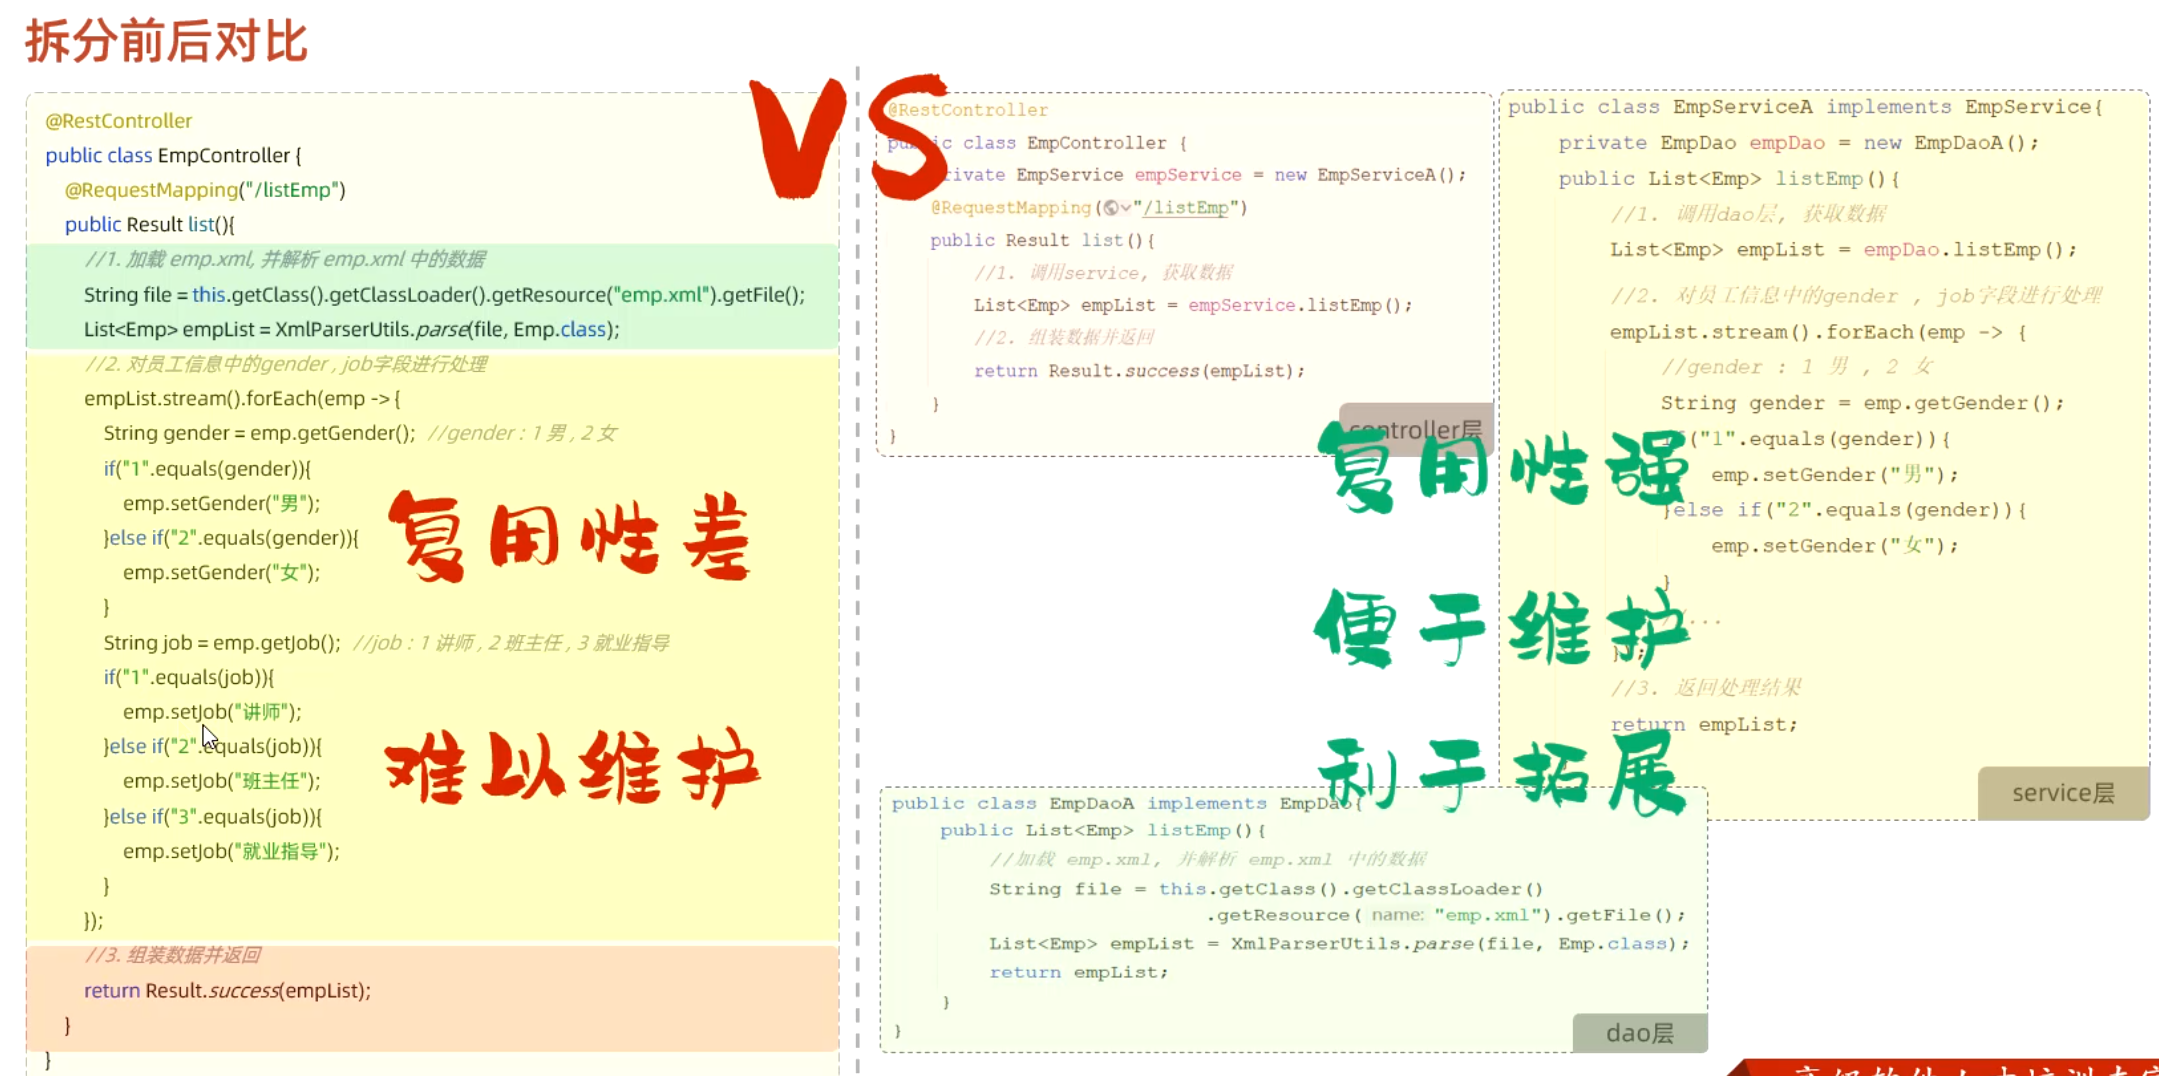 拆分前后对比
@RestController
public class EmpController {
@RequestMapping("/listEmp")
public Result list(){
//1. 加载 emp.xml, 并解析 emp.xml 中的数据
String file = this.getClass().getClassLoader().getResource("emp.xml").getFile();
List<Emp> empList = XmlParserUtils.parse(file, Emp.class);
//2. 对员工信息中的gender , job字段进行处理
empList.stream().forEach(emp -> {
String gender = emp.getGender(); //gender : 1 男 , 2 女
if("1".equals(gender)){
emp.setGender("男");
}else if("2".equals(gender)){
emp.setGender("女");
}
String job = emp.getJob(); //job : 1 讲师 , 2 班主任 , 3 就业指导
if("1".equals(job)){
emp.setJob("讲师");
}else if("2".equals(job)){
emp.setJob("班主任");
}else if("3".equals(job)){
emp.setJob("就业指导");
}
});
//3. 组装数据并返回
return Result.success(empList);
}
}
复用性差
难以维护
VS
@RestController
public class EmpController {
private EmpService empService = new EmpServiceA();
@RequestMapping("/listEmp")
public Result list(){
//1. 调用service, 获取数据
List<Emp> empList = empService.listEmp();
//2. 组装数据并返回
return Result.success(empList);
}
}
controller层
public class EmpServiceA implements EmpService{
private EmpDao empDao = new EmpDaoA();
public List<Emp> listEmp(){
//1. 调用dao层, 获取数据
List<Emp> empList = empDao.listEmp();
//2. 对员工信息中的gender , job字段进行处理
empList.stream().forEach(emp -> {
//gender : 1 男 , 2 女
String gender = emp.getGender();
if("1".equals(gender)){
emp.setGender("男");
}else if("2".equals(gender)){
emp.setGender("女");
}
//...
});
//3. 返回处理结果
return empList;
service层
复用性强
便于维护
利于拓展
public class EmpDaoA implements EmpDao{
public List<Emp> listEmp(){
//加载 emp.xml, 并解析 emp.xml 中的数据
String file = this.getClass().getClassLoader()
.getResource( name: "emp.xml").getFile();
List<Emp> empList = XmlParserUtils.parse(file, Emp.class);
return empList;
}
}
dao层